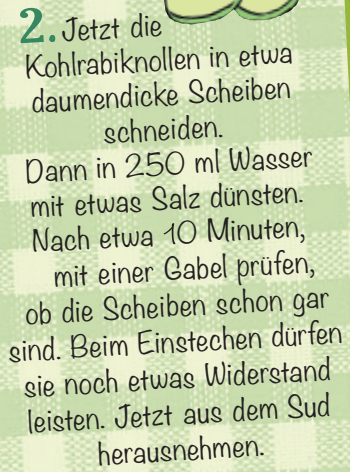 2. Jetzt die
Kohlrabiknollen in etwa
daumendicke Scheiben
schneiden.
Dann in 250 ml Wasser
mit etwas Salz dünsten.
Nach etwa 10 Minuten,
mit einer Gabel prüfen,
ob die Scheiben schon gar
sind. Beim Einstechen dürfen
sie noch etwas Widerstand
leisten. Jetzt aus dem Sud
herausnehmen.